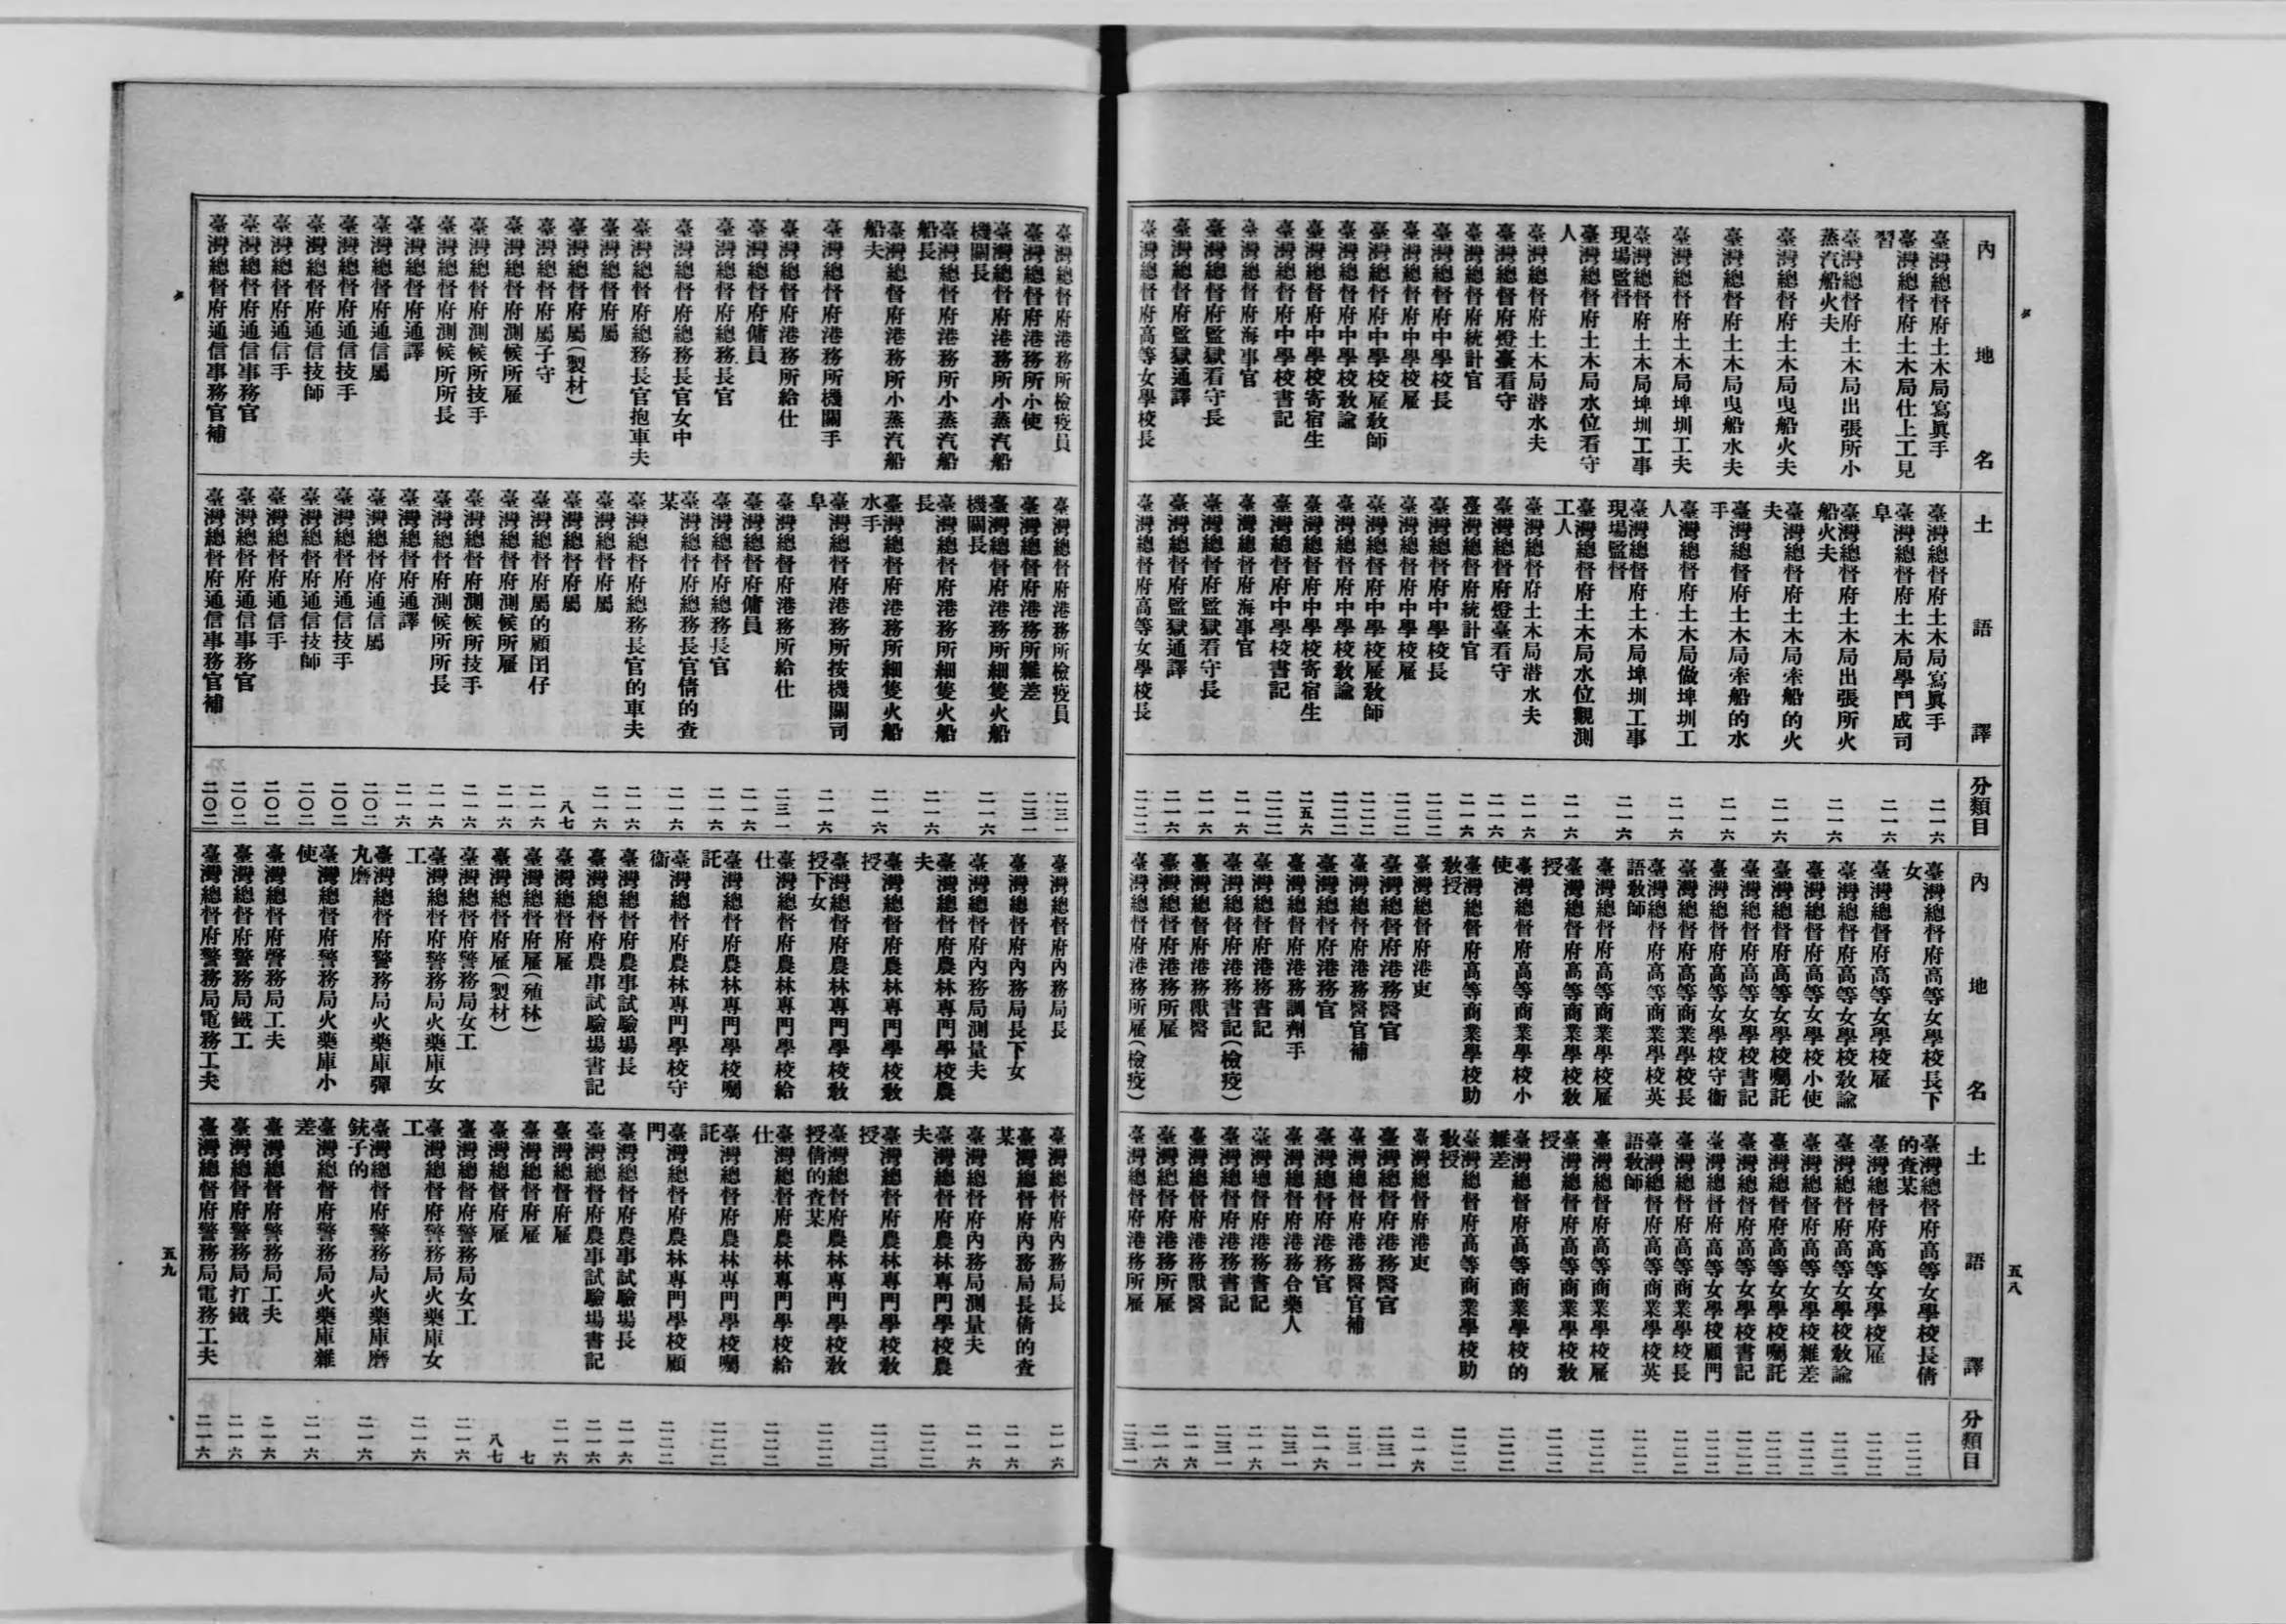 タ
內地名
臺灣總督府土木局寫眞手
臺灣總督府土木局仕上工見
習
臺灣總督府土木局出張所小
蒸汽船火夫
臺灣總督府土木局曳船火夫
臺灣總督府土木局曳船水夫
臺灣總督府土木局埤圳工夫
臺灣總督府土木局埤圳工事
現場監督
臺灣總督府土木局水位看守
人
臺灣總督府土木局潜水夫
臺灣總督府燈臺看守
臺灣總督府統計官
臺灣總督府中學校長
臺灣總督府中學校雇
臺灣總督府中學校雇敎師
臺灣總督府中學校敎諭
臺灣總督府中學校寄宿生
臺灣總督府中學校書記
臺灣總督府海事官
臺灣總督府監獄看守長
臺灣總督府監獄通譯
臺灣總督府高等女學校長
土語譯
臺灣總督府土木局寫眞手
臺灣總督府土木局學鬥成司
阜
臺灣總督府土木局出張所火
船火夫
臺灣總督府土木局牽船的火
夫
臺灣總督府土木局牽船的水
手
臺灣總督府土木局做埤圳工
人
臺灣總督府土木局埤圳工事
現場監督
臺灣總督府土木局水位觀測
工人
臺灣總督府土木局潜水夫
臺灣總督府燈臺看守
臺灣總督府統計官
臺灣總督府中學校長
臺灣總督府中學校雇
臺灣總督府中學校雇敎師
臺灣總督府中學校敎諭
臺灣總督府中學校寄宿生
臺灣總督府中學校書記
臺灣總督府海事官
臺灣總督府監獄看守長
臺灣總督府監獄通譯
臺灣總督府高等女學校長
分類目
二一六
二一六
二一六
二一六
二一六
二一六
二一六
二一六
二一六
二一六
二一六
二二二
二二二
二二二
二二二
二五六
二二二
二一六
二一六
二一六
二二二
內地名
臺灣總督府高等女學校長下
女
臺灣總督府高等女學校雇
臺灣總督府高等女學校敎諭
臺灣總督府高等女學校小使
臺灣總督府高等女學校囑託
臺灣總督府高等女學校書記
臺灣總督府高等女學校守衞
臺灣總督府高等商業學校長
臺灣總督府高等商業學校英
語敎師
臺灣總督府高等商業學校雇
臺灣總督府高等商業學校敎
授
臺灣總督府高等商業學校小
使
臺灣總督府高等商業學校助
敎授
臺灣總督府港吏
臺灣總督府港務醫官
臺灣總督府港務醫官補
臺灣總督府港務官
臺灣總督府港務調劑手
臺灣總督府港務書記
臺灣總督府港務書記(檢疫)
臺灣總督府港務獸醫
臺灣總督府港務所雇
臺灣總督府港務所雇(檢疫)
土語譯
臺灣總督府高等女學校長倩
的査某
臺灣總督府高等女學校雇
臺灣總督府高等女學校敎諭
臺灣總督府高等女學校雜差
臺灣總督府高等女學校囑託
臺灣總督府高等女學校書記
臺灣總督府高等女學校顧門
臺灣總督府高等商業學校長
臺灣總督府高等商業學校英
語敎師
臺灣總督府高等商業學校雇
臺灣總督府高等商業學校敎
授
臺灣總督府高等商業學校的
雜差
臺灣總督府高等商業學校助
敎授
臺灣總督府港吏
臺灣總督府港務醫官
臺灣總督府港務醫官補
臺灣總督府港務官
臺灣總督府港務合藥人
臺灣總督府港務書記
臺灣總督府港務書記
臺灣總督府港務獸醫
臺灣總督府港務所雇
臺灣總督府港務所雇
分類目
二二二
二二二
二二二
二二二
二二二
二二二
二二二
二二二
二二二
二二二
二二二
二二二
二二二
二一六
二三一
二三一
二一六
二三一
二一六
二三一
二一六
二一六
二三一
五八
タ
臺灣總督府港務所檢疫員
臺灣總督府港務所小使
臺灣總督府港務所小蒸汽船
機關長
臺灣總督府港務所小蒸汽船
船長
臺灣總督府港務所小蒸汽船
船夫
臺灣總督府港務所機關手
臺灣總督府港務所給仕
臺灣總督府傭員
臺灣總督府總務長官
臺灣總督府總務長官女中
臺灣總督府總務長官抱車夫
臺灣總督府屬
臺灣總督府屬(製材)
臺灣總督府屬子守
臺灣總督府測候所雇
臺灣總督府測候所技手
臺灣總督府測候所所長
臺灣總督府通譯
臺灣總督府通信屬
臺灣總督府通信技手
臺灣總督府通信技師
臺灣總督府通信手
臺灣總督府通信事務官
臺灣總督府通信事務官補
臺灣總督府港務所檢疫員
臺灣總督府港務所雜差
臺灣總督府港務所細隻火船
機關長
臺灣總督府港務所細隻火船
長
臺灣總督府港務所細隻火船
水手
臺灣總督府港務所按機關司
阜
臺灣總督府港務所給仕
臺灣總督府傭員
臺灣總督府總務長官
臺灣總督府總務長官倩的査
某
臺灣總督府總務長官的車夫
臺灣總督府屬
臺灣總督府屬
臺灣總督府屬的顧囝仔
臺灣總督府測候所雇
臺灣總督府測候所技手
臺灣總督府測候所所長
臺灣總督府通譯
臺灣總督府通信屬
臺灣總督府通信技手
臺灣總督府通信技師
臺灣總督府通信手
臺灣總督府通信事務官
臺灣總督府通信事務官補
二三一
二三一
二一六
二一六
二一六
二一六
二三一
二一六
二一六
二一六
二一六
二一六
八七
二一六
二一六
二一六
二一六
二一六
二〇二
二〇二
二〇二
二〇二
二〇二
二〇二
臺灣總督府內務局長
臺灣總督府內務局長下女
臺灣總督府內務局測量夫
臺灣總督府農林專門學校農
夫
臺灣總督府農林專門學校敎
授
臺灣總督府農林專門學校敎
授下女
臺灣總督府農林專門學校給
仕
臺灣總督府農林專門學校囑
託
臺灣總督府農林專門學校守
衞
臺灣總督府農事試驗場長
臺灣總督府農事試驗場書記
臺灣總督府雇
臺灣總督府雇(殖林)
臺灣總督府雇(製材)
臺灣總督府警務局女工
臺灣總督府警務局火藥庫女
工
臺灣總督府警務局火藥庫彈
丸磨
臺灣總督府警務局火藥庫小
使
臺灣總督府警務局工夫
臺灣總督府警務局鐵工
臺灣總督府警務局電務工夫
臺灣總督府內務局長
臺灣總督府內務局長倩的査
某
臺灣總督府內務局測量夫
臺灣總督府農林專門學校農
夫
臺灣總督府農林專門學校敎
授
臺灣總督府農林專門學校敎
授倩的査某
臺灣總督府農林專門學校給
仕
臺灣總督府農林專門學校囑
託
臺灣總督府農林專門學校顧
門
臺灣總督府農事試驗場長
臺灣總督府農事試驗場書記
臺灣總督府雇
臺灣總督府雇
臺灣總督府雇
臺灣總督府警務局女工
臺灣總督府警務局火藥庫女
工
臺灣總督府警務局火藥庫磨
銃子的
臺灣總督府警務局火藥庫雜
差
臺灣總督府警務局工夫
臺灣總督府警務局打鐵
臺灣總督府警務局電務工夫
二一六
二一六
二一六
二二二
二二二
二二二
二二二
二二二
二二二
二一六
二一六
二一六
七
八七
二一六
二一六
二一六
二一六
二一六
二一六
二一六
五九